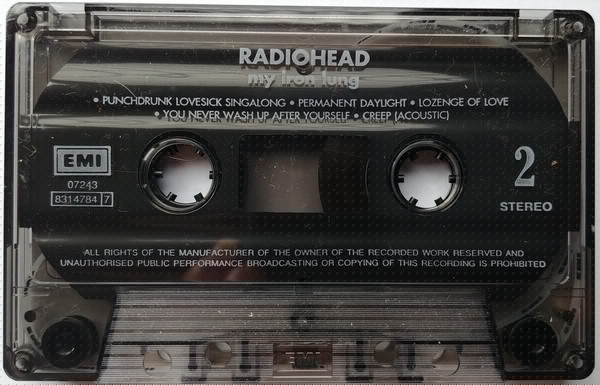 RADIOHEAD
my iron lung
• PUNCHDRUNK LOVESICK SINGALONG • PERMANENT DAYLIGHT • LOZENGE OF LOVE
• YOU NEVER WASH UP AFTER YOURSELF • CREEP (ACOUSTIC)
EMI
07243
8314784 7
2
STEREO
ALL RIGHTS OF THE MANUFACTURER OF THE OWNER OF THE RECORDED WORK RESERVED AND
UNAUTHORISED PUBLIC PERFORMANCE BROADCASTING OR COPYING OF THIS RECORDING IS PROHIBITED
EMI